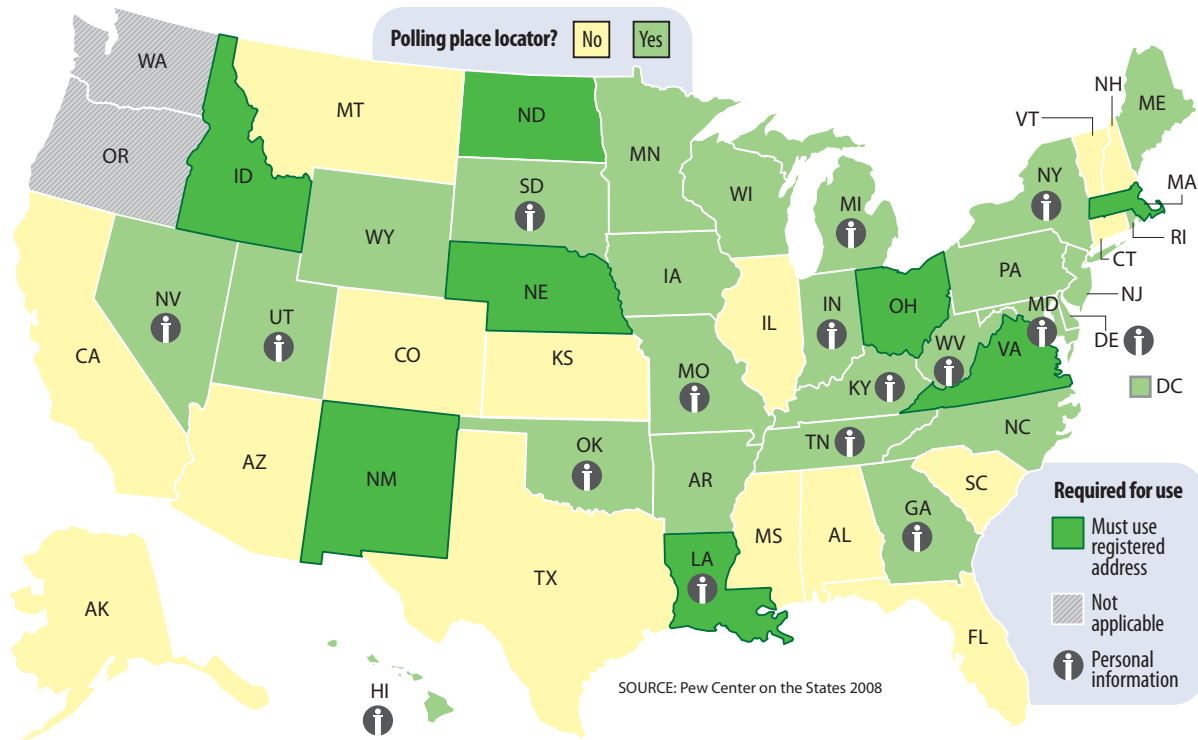 Polling place locator? No Yes
WA
MT
ND
NH
ME
VT
OR
ID
MN
SD
NY
MA
WI
MI
WY
RI
IA
CT
PA
NE
NV
NJ
UT
IL
IN
OH
MD
CA
CO
KS
WV
VA
DE
MO
KY
DC
NC
TN
AZ
OK
NM
AR
SC
GA
MS
AL
LA
TX
AK
FL
HI
Required for use
Must use
registered
address
Not
applicable
Personal
information
SOURCE: Pew Center on the States 2008